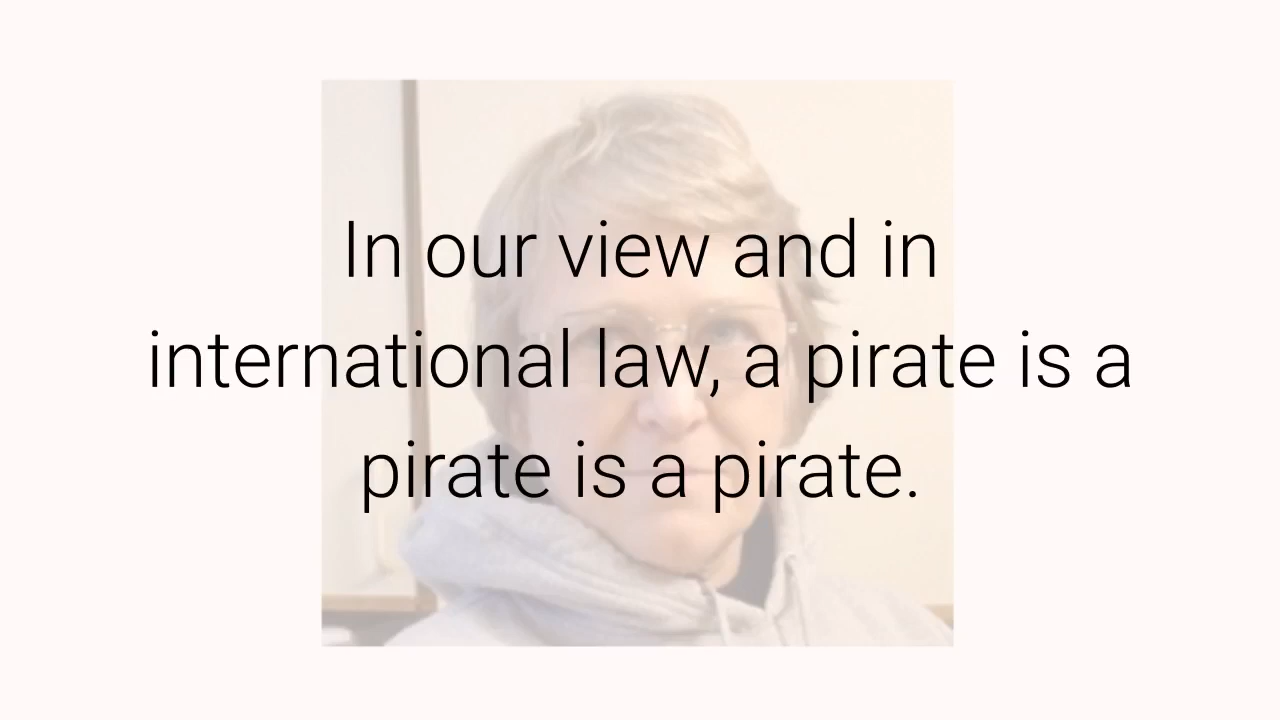 In our view and in
international law, a pirate is a
pirate is a pirate.